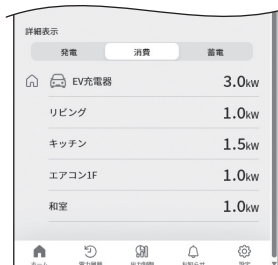 詳細表示
発電 消費 蓄電
EV充電器 3.0kw
リビング 1.0kw
キッチン 1.5kw
エアコン1F 1.0kw
和室 1.0kw